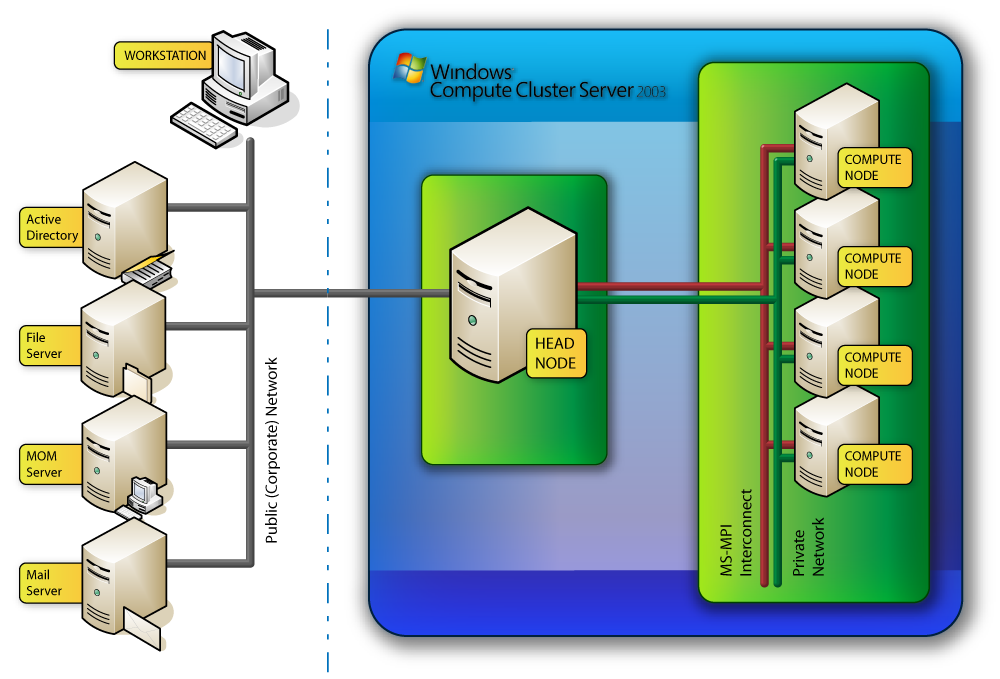 WORKSTATION
Active
Directory
File
Server
MOM
Server
Mail
Server
Public (Corporate) Network
Windows
Compute Cluster Server 2003
HEAD
NODE
COMPUTE
NODE
COMPUTE
NODE
COMPUTE
NODE
COMPUTE
NODE
MS-MPI
Interconnect
Private
Network